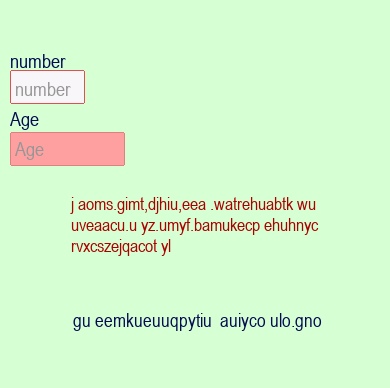 number
number
Age
Age
j aoms.gimt,djhiu,eea .watrehuabtk wu
uveaacu.u yz.umyf.bamukecp ehuhnyc
rvxcszejqacot yl
gu eemkueuuqpytiu  auiyco ulo.gno